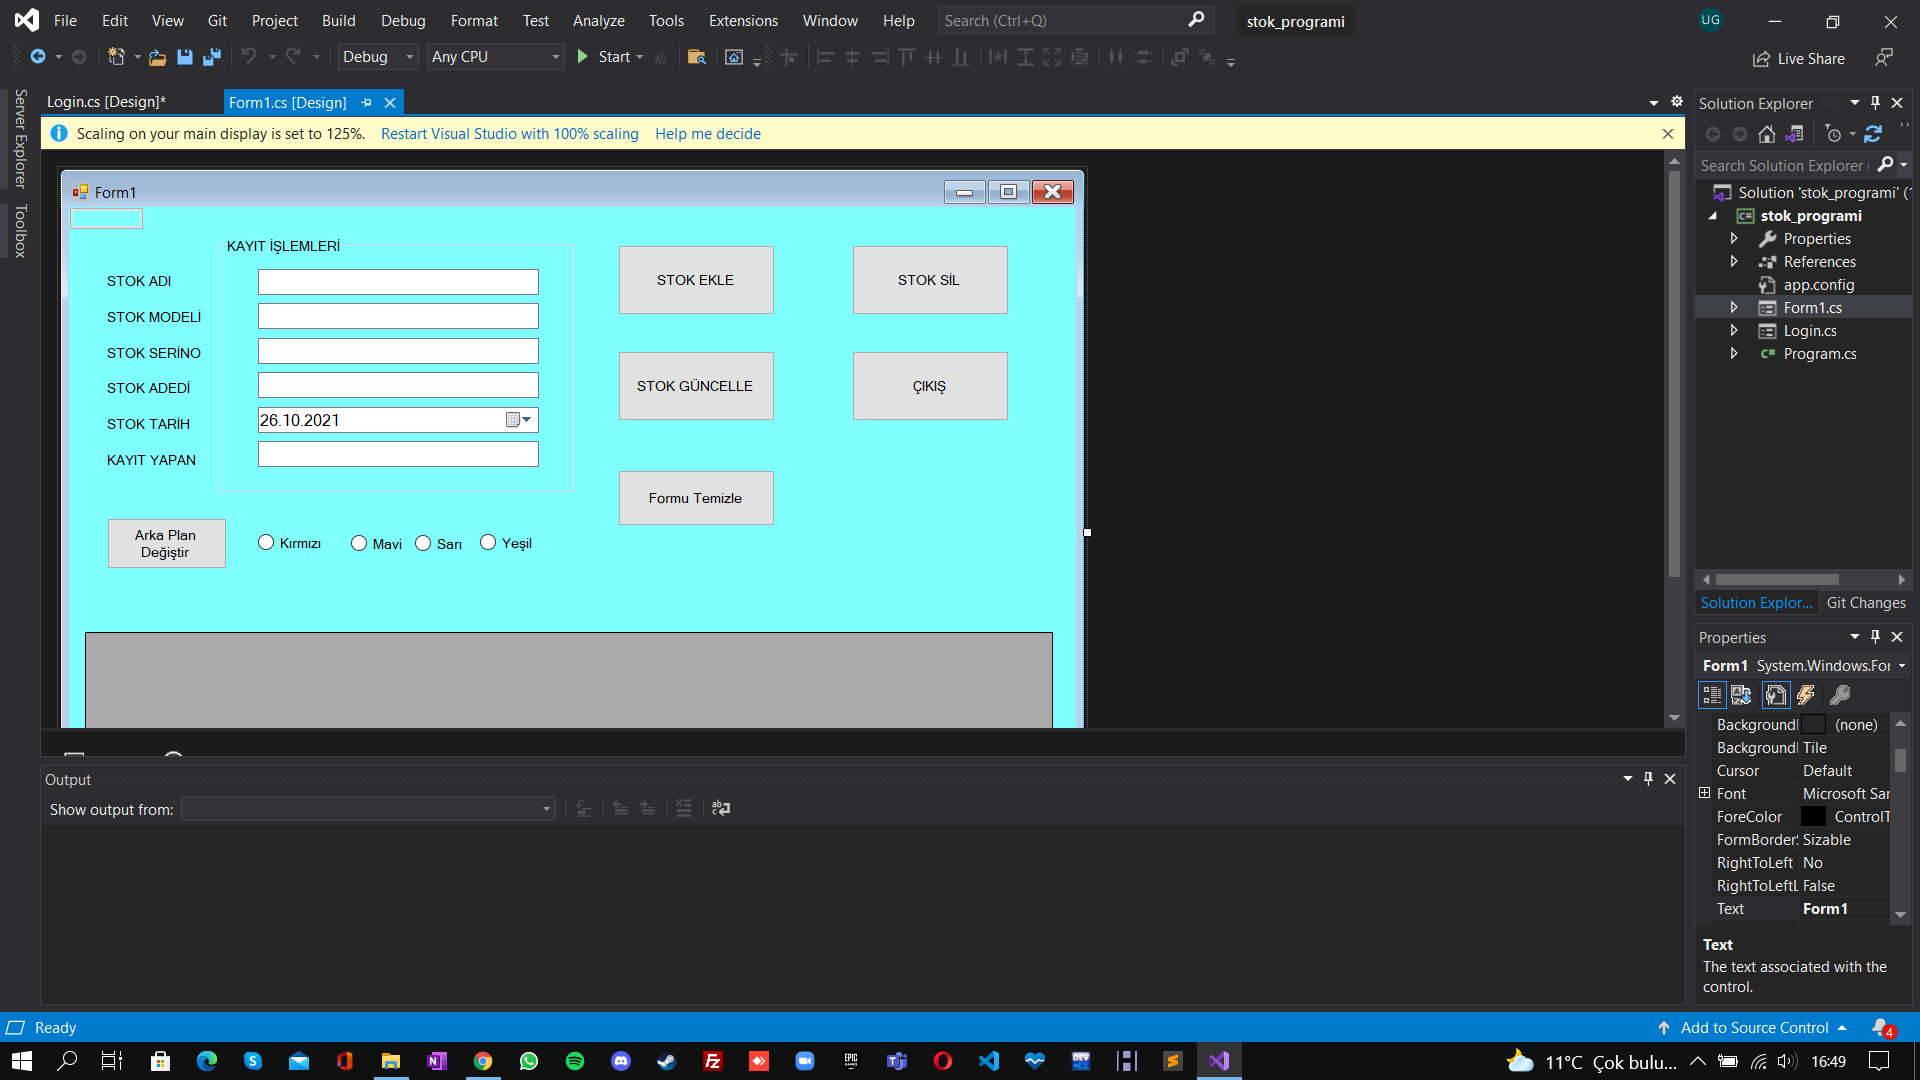 File Edit View Git Project Build Debug Format Test Analyze Tools Extensions Window Help Search (Ctrl+Q) stok_programi UG
Debug Any CPU Start Live Share
Server Explorer
Toolbox
Login.cs [Design]* Form1.cs [Design]
Scaling on your main display is set to 125%. Restart Visual Studio with 100% scaling Help me decide
Form1
KAYIT İŞLEMLERİ
STOK ADI
STOK MODELİ
STOK SERİNO
STOK ADEDİ
STOK TARİH
26.10.2021
KAYIT YAPAN
STOK EKLE
STOK SİL
STOK GÜNCELLE
ÇIKIŞ
Formu Temizle
Arka Plan
Değiştir
Kırmızı Mavi Sarı Yeşil
Output
Show output from:
Solution Explorer
Search Solution Explorer (
Solution 'stok_programi' (
stok_programi
Properties
References
app.config
Form1.cs
Login.cs
Program.cs
Solution Explor... Git Changes
Properties
Form1 System.Windows.For
Background (none)
Background Tile
Cursor Default
Font Microsoft San
ForeColor ControlT
FormBorder Sizable
RightToLeft No
RightToLeftL False
Text Form1
Text
The text associated with the
control.
Ready Add to Source Control 4
EPIC
GAMES
DEV
11°C Çok bulu... 16:49